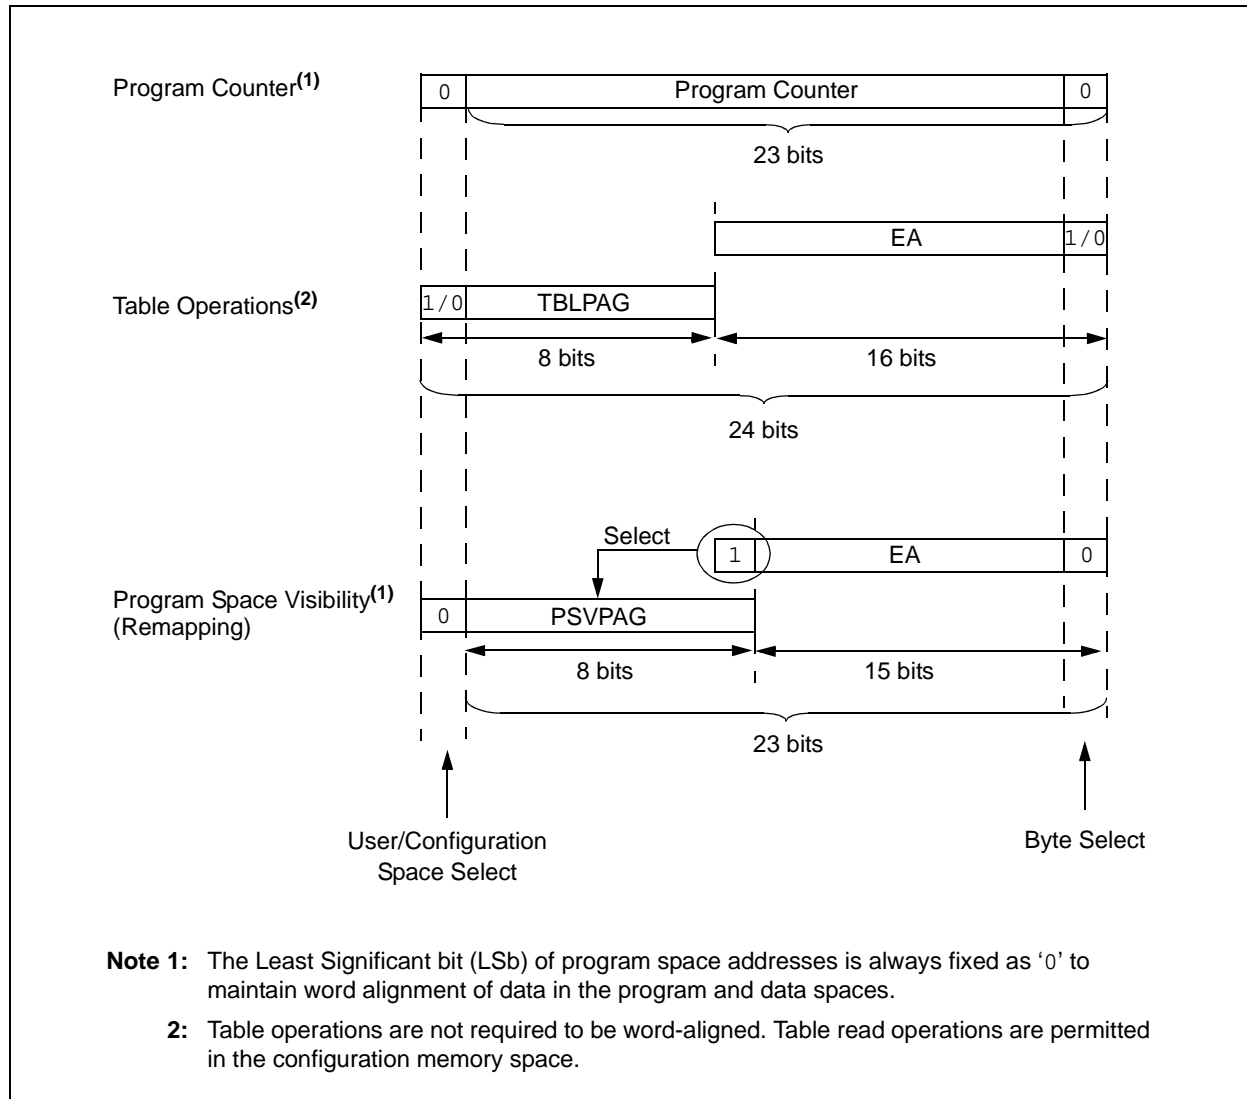 Program Counter(1)
0 Program Counter 0
23 bits
EA 1/0
Table Operations(2)
1/0 TBLPAG
8 bits 16 bits
24 bits
Select
1 EA 0
Program Space Visibility(1)
(Remapping)
0 PSVPAG
8 bits 15 bits
23 bits
User/Configuration
Space Select
Byte Select
Note 1: The Least Significant bit (LSb) of program space addresses is always fixed as ‘0’ to
maintain word alignment of data in the program and data spaces.
2: Table operations are not required to be word-aligned. Table read operations are permitted
in the configuration memory space.